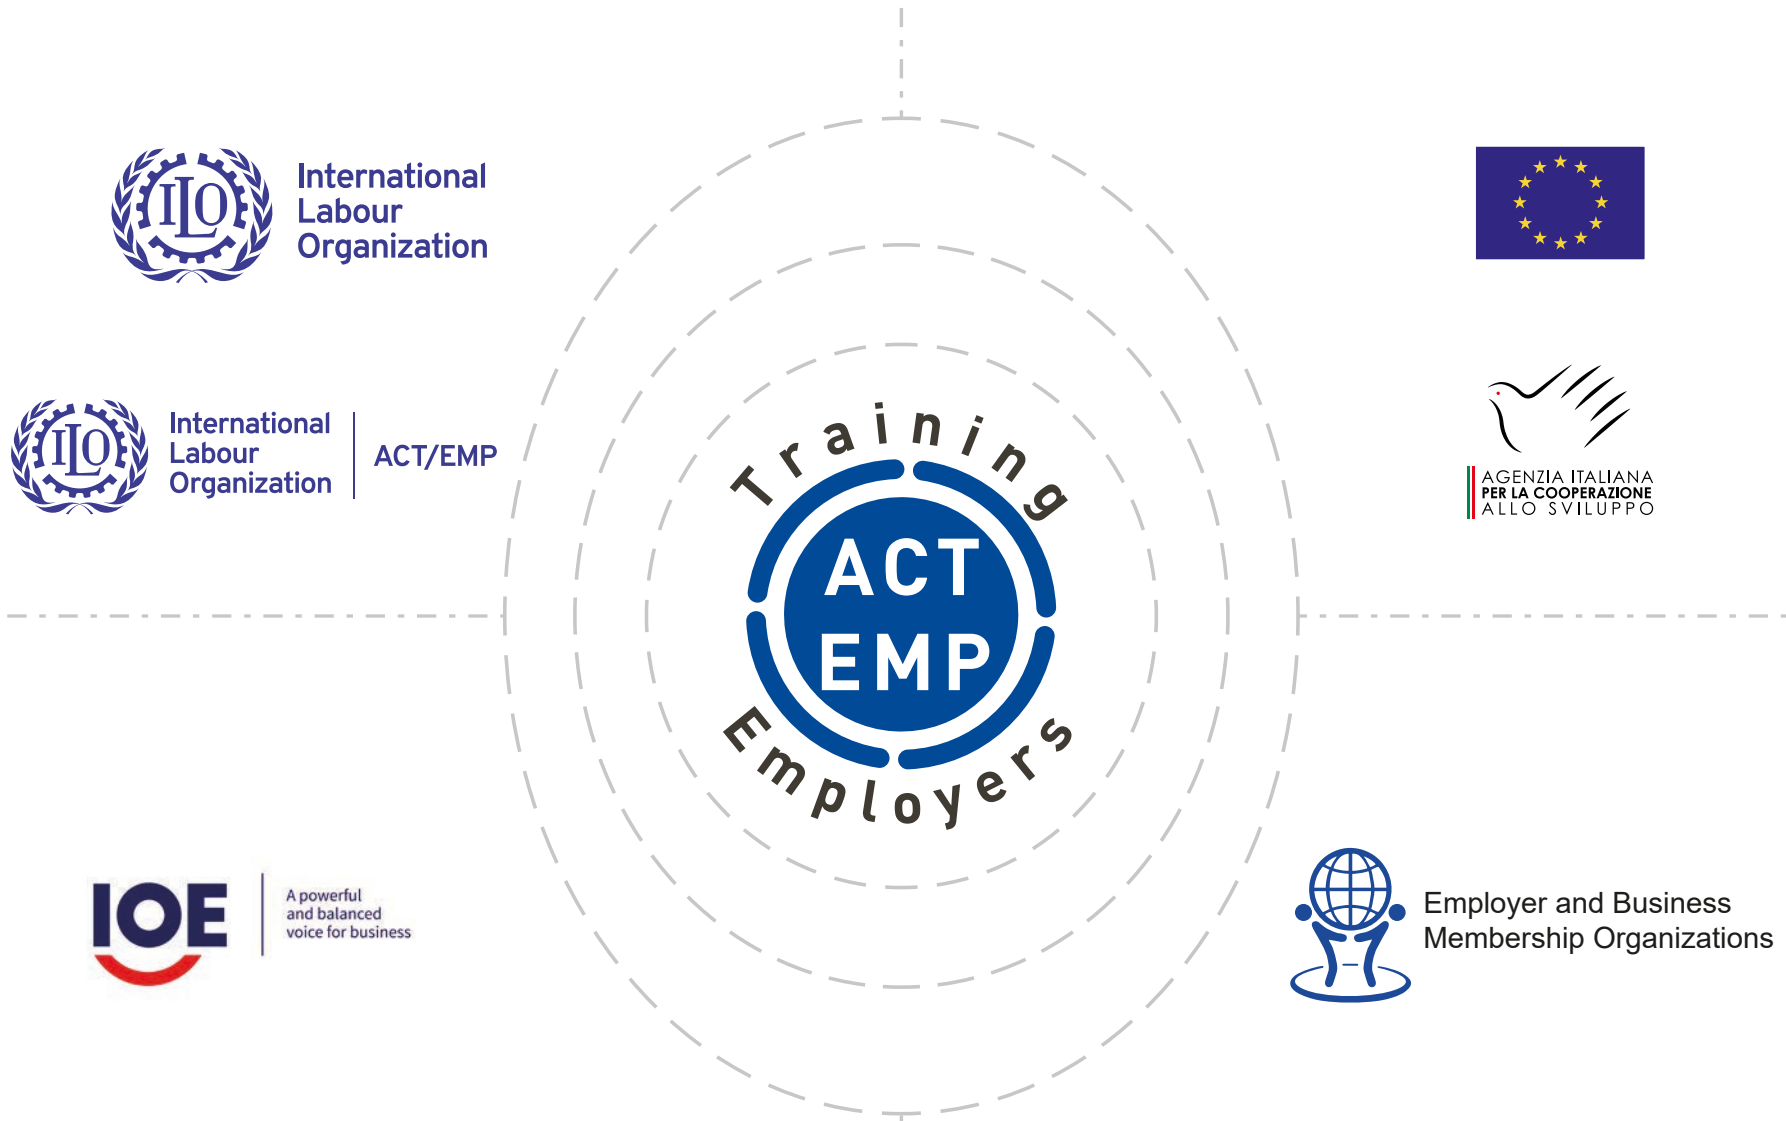 ILO
International
Labour
Organization
ILO
International
Labour
Organization
ACT/EMP
Training
ACT
EMP
Employers
AGENZIA ITALIANA
PER LA COOPERAZIONE
ALLO SVILUPPO
IOE
A powerful
and balanced
voice for business
Employer and Business
Membership Organizations